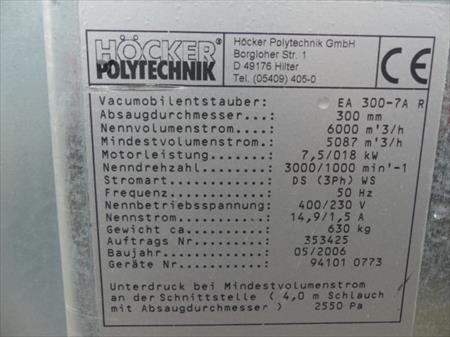 HÖCKER®
POLYTECHNIK
Höcker Polytechnik GmbH
Borgloher Str. 1
D 49176 Hilter
Tel. (05409) 405-0
CE
Vacumobilentstauber: EA 300-7A R
Absaugdurchmesser..: 300 mm
Nennvolumenstrom...: 6000 m³/h
Mindestvolumenstrom.: 5087 m³/h
Motorleistung......: 7,5/018 kW
Nenndrehzahl.......: 3000/1000 min'-1
Stromart...........: DS (3Ph) WS
Frequenz...........: 50 Hz
Nennbetriebsspannung: 400/230 V
Nennstrom..........: 14,9/1,5 A
Gewicht ca.........: 630 kg
Auftrags Nr........: 353425
Baujahr............: 05/2006
Geräte Nr..........: 94101 0773
Unterdruck bei Mindestvolumenstrom
an der Schnittstelle ( 4,0 m Schlauch
mit Absaugdurchmesser ) 2550 Pa